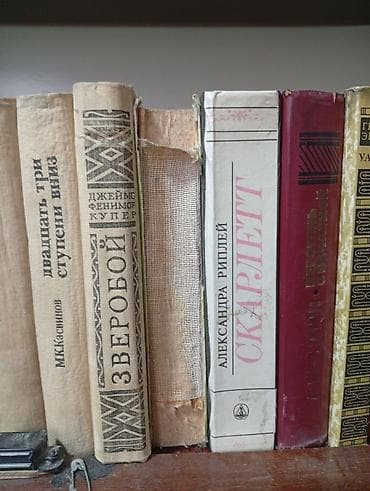 М.К.Касвинов
двадцать три
ступени вниз
ДЖЕЙМС
ФЕНИМОР
КУПЕР
ЗВЕРОБОЙ
АЛЕКСАНДРА РИПЛЕЙ
СКАРЛЕТТ